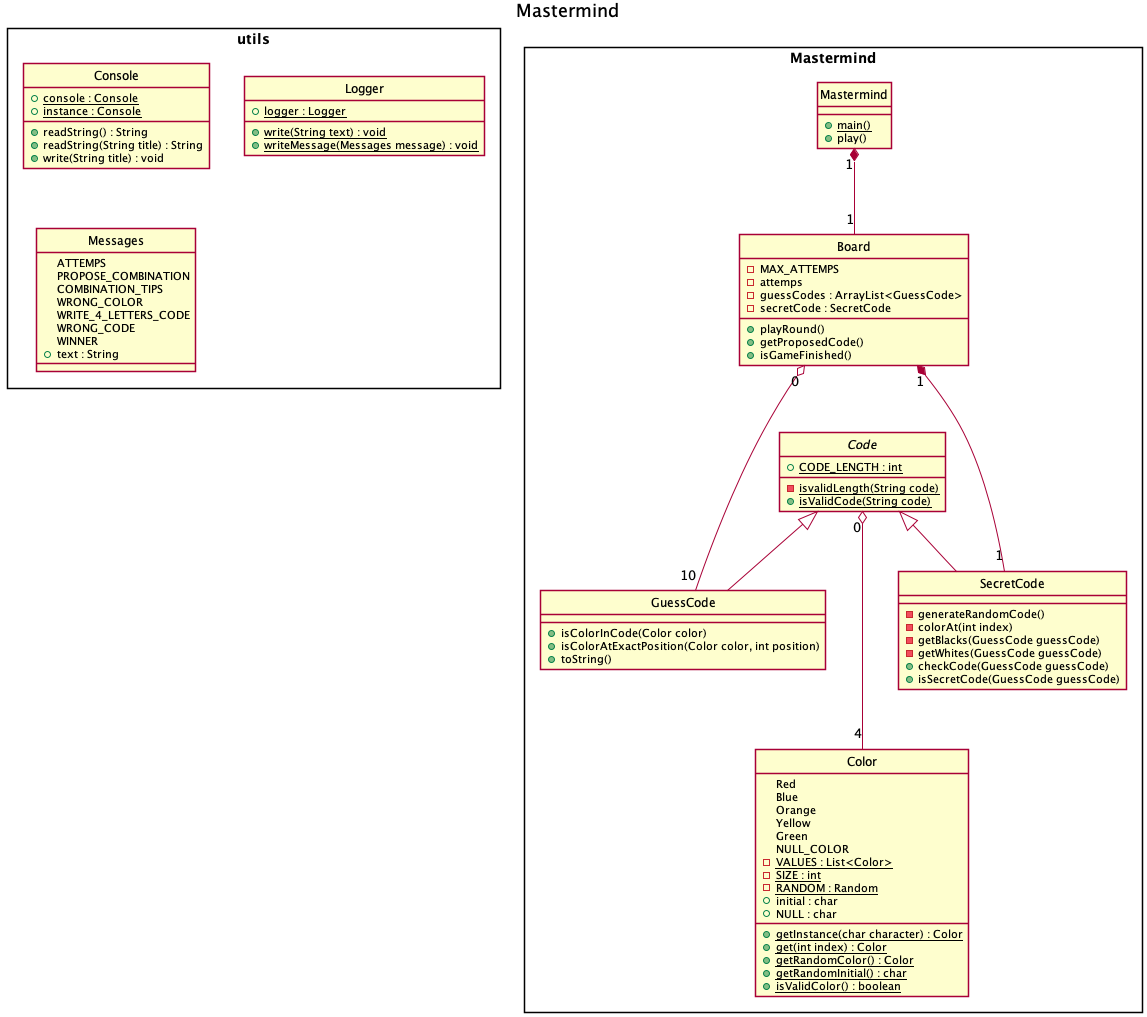 Mastermind
utils
Console
console : Console
instance : Console
readString() : String
readString(String title) : String
write(String title) : void
Logger
logger : Logger
write(String text) : void
writeMessage(Messages message) : void
Messages
ATTEMPS
PROPOSE_COMBINATION
COMBINATION_TIPS
WRONG_COLOR
WRITE_4_LETTERS_CODE
WRONG_CODE
WINNER
text : String
Mastermind
Mastermind
main()
play()
1
1
Board
MAX_ATTEMPS
attemps
guessCodes : ArrayList<GuessCode>
secretCode : SecretCode
playRound()
getProposedCode()
isGameFinished()
0
1
Code
CODE_LENGTH : int
isvalidLength(String code)
isValidCode(String code)
0
1
10
GuessCode
isColorInCode(Color color)
isColorAtExactPosition(Color color, int position)
toString()
SecretCode
generateRandomCode()
colorAt(int index)
getBlacks(GuessCode guessCode)
getWhites(GuessCode guessCode)
checkCode(GuessCode guessCode)
isSecretCode(GuessCode guessCode)
4
Color
Red
Blue
Orange
Yellow
Green
NULL_COLOR
VALUES : List<Color>
SIZE : int
RANDOM : Random
initial : char
NULL : char
getInstance(char character) : Color
get(int index) : Color
getRandomColor() : Color
getRandomInitial() : char
isValidColor() : boolean